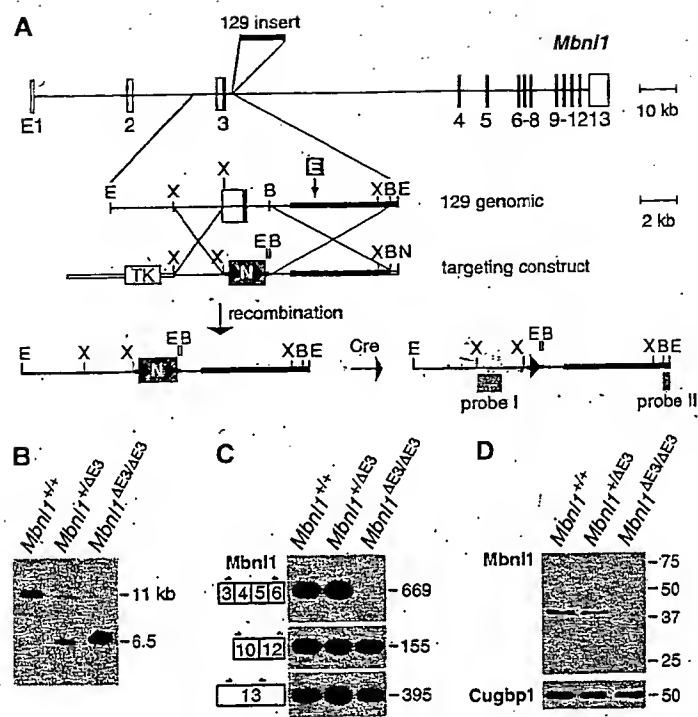 A
129 insert
Mbnl1
E1 2 3 4 5 6-8 9-1213
10 kb
E X X B E XBE
129 genomic
2 kb
TK X X N EB XBN
targeting construct
recombination
E X X N EB XBE
Cre
E X X EB XBE
probe I
probe II
B
Mbnl1+/+
Mbnl1+/ΔE3
Mbnl1ΔE3/ΔE3
-11 kb
-6.5
C
Mbnl1+/+
Mbnl1+/ΔE3
Mbnl1ΔE3/ΔE3
Mbnl1
3 4 5 6
-669
10 12
-155
13
-395
D
Mbnl1+/+
Mbnl1+/ΔE3
Mbnl1ΔE3/ΔE3
Mbnl1
-75
-50
-37
-25
Cugbp1
-50